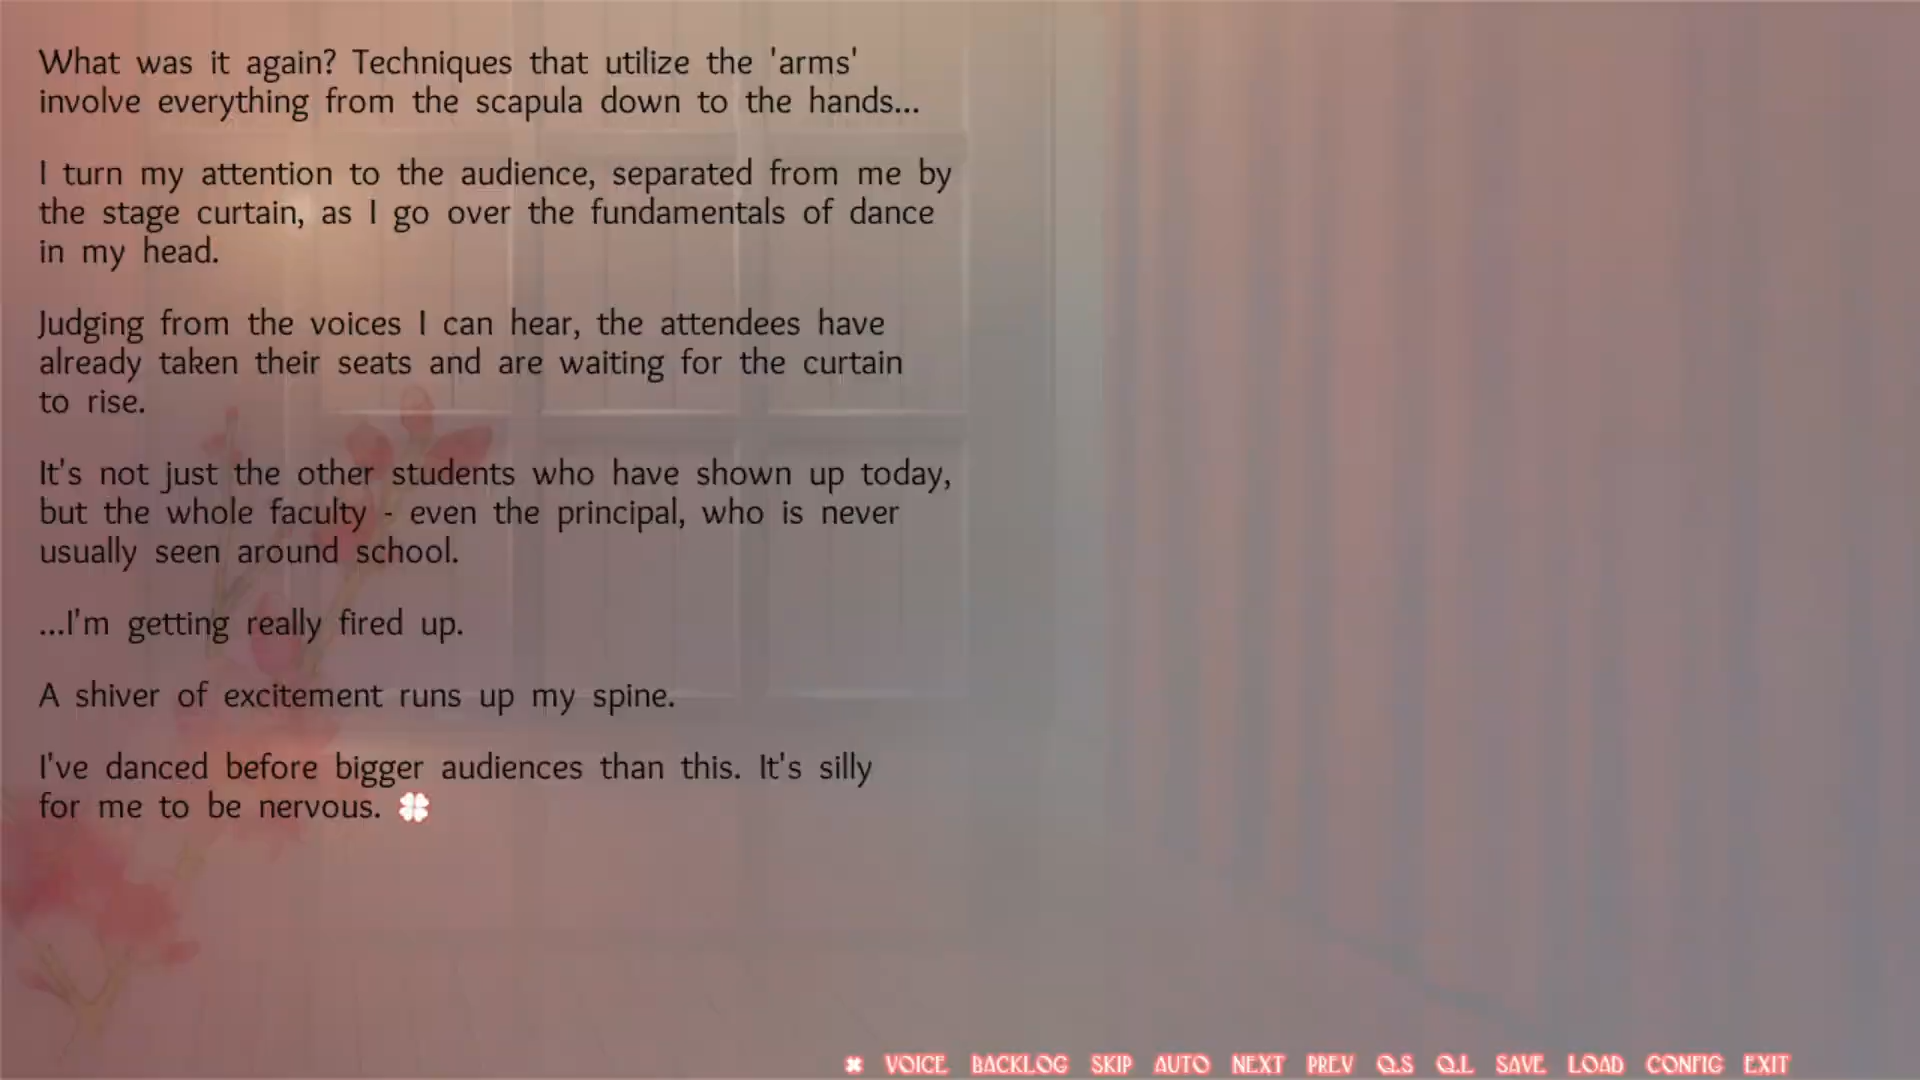 What was it again? Techniques that utilize the 'arms'
involve everything from the scapula down to the hands...
I turn my attention to the audience, separated from me by
the stage curtain, as I go over the fundamentals of dance
in my head.
Judging from the voices I can hear, the attendees have
already taken their seats and are waiting for the curtain
to rise.
It's not just the other students who have shown up today,
but the whole faculty - even the principal, who is never
usually seen around school.
...I'm getting really fired up.
A shiver of excitement runs up my spine.
I've danced before bigger audiences than this. It's silly
for me to be nervous.
VOICE BACKLOG SKIP AUTO NEXT PREV Q.S Q.L SAVE LOAD CONFIG EXIT